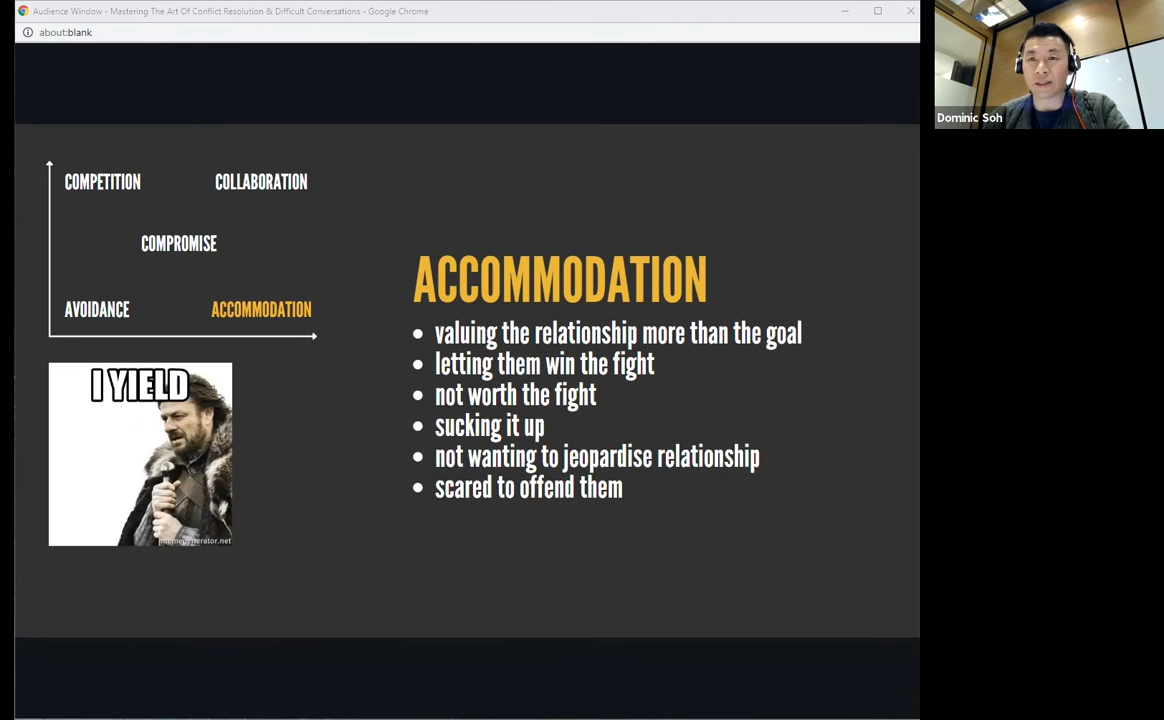 Audience Window - Mastering The Art Of Conflict Resolution & Difficult Conversations - Google Chrome
about:blank
Dominic Soh
COMPETITION
COLLABORATION
COMPROMISE
AVOIDANCE
ACCOMMODATION
I YIELD
memegenerator.net
ACCOMMODATION
• valuing the relationship more than the goal
• letting them win the fight
• not worth the fight
• sucking it up
• not wanting to jeopardise relationship
• scared to offend them